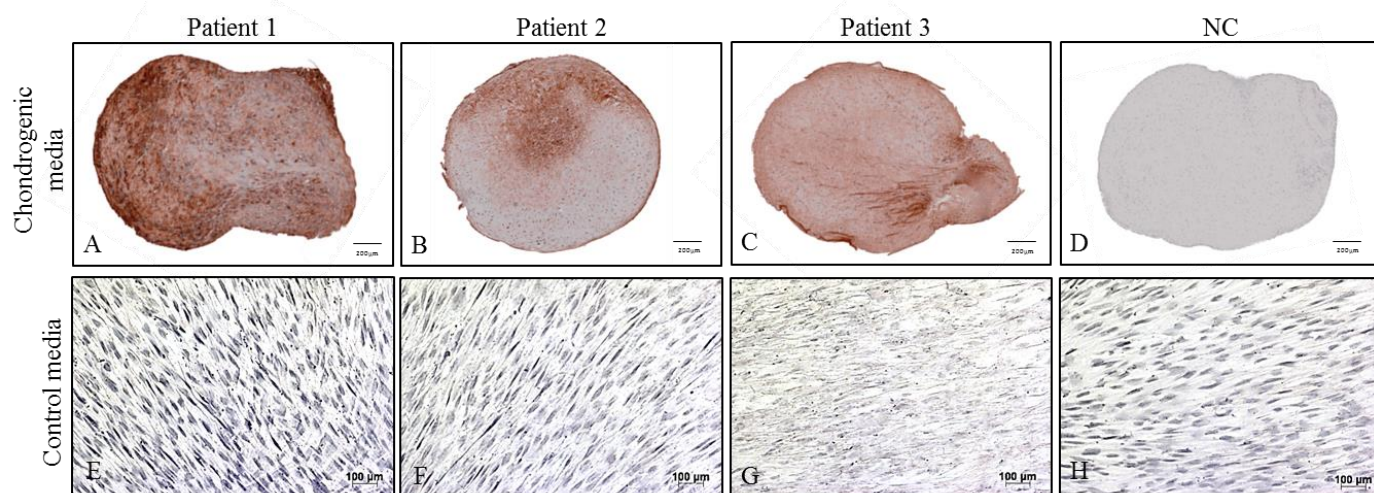 Patient 1
Patient 2
Patient 3
NC
Chondrogenic
media
A
200μm
B
200μm
C
200μm
D
200μm
Control media
E
100 μm
F
100 μm
G
100 μm
H
100 μm